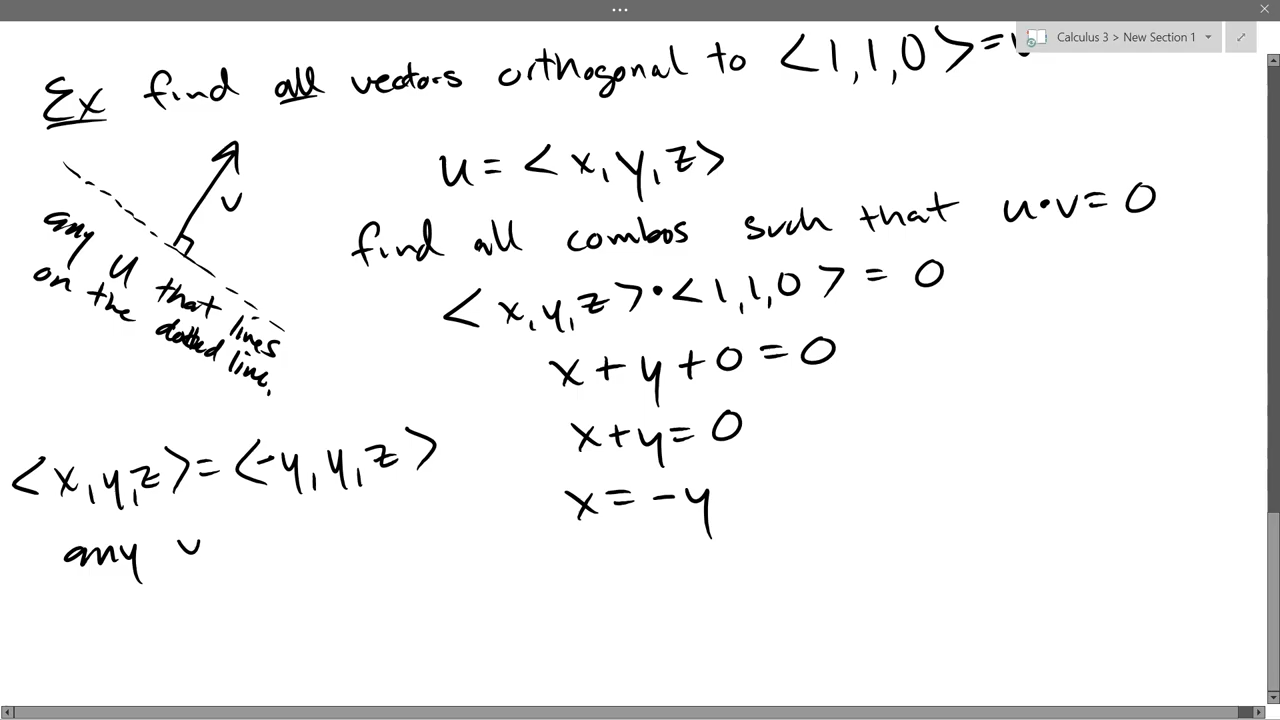 Calculus 3 > New Section 1
Ex find all vectors orthogonal to <1,1,0> =
v
any u that lines
on the dotted line.
u = <x,y,z>
find all combos such that u•v = 0
<x,y,z>•<1,1,0> = 0
x + y + 0 = 0
x+y = 0
x = -y
<x,y,z> = <-y,y,z>
any v